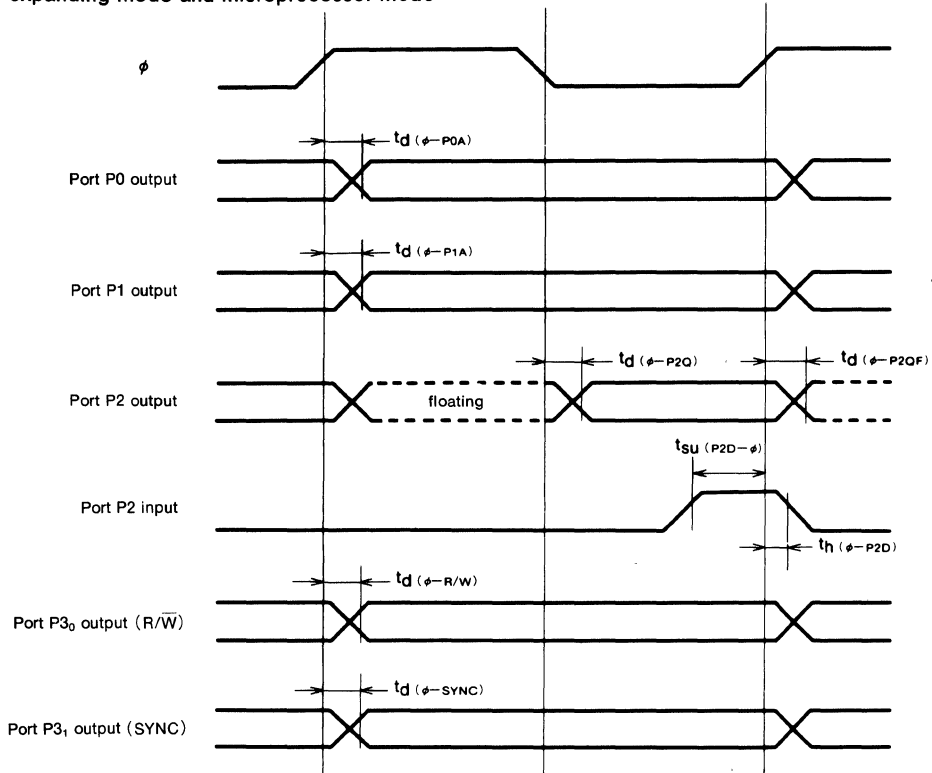 expanding mode and microprocessor mode
ϕ
td (ϕ—P0A)
Port P0 output
td (ϕ—P1A)
Port P1 output
td (ϕ—P2Q)
td (ϕ—P2QF)
Port P2 output
floating
tsu (P2D—ϕ)
Port P2 input
th (ϕ—P2D)
td (ϕ—R/W)
Port P3₀ output (R/W̅)
td (ϕ—SYNC)
Port P3₁ output (SYNC)